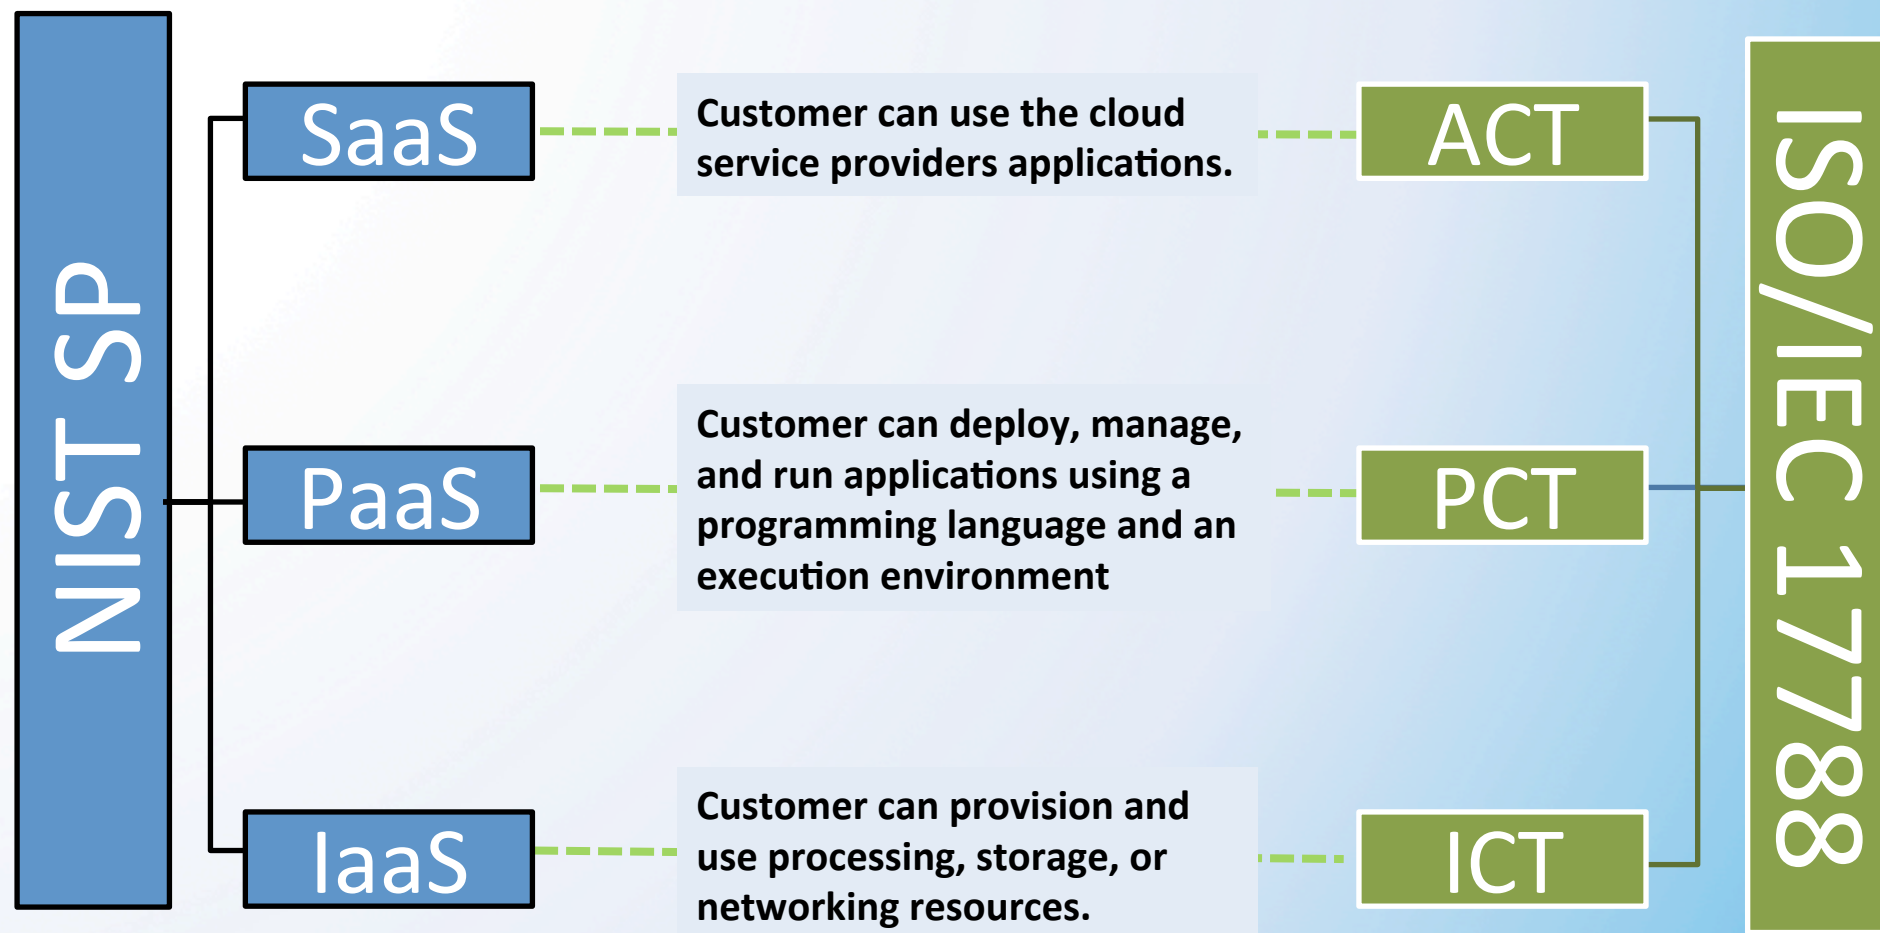 NIST SP
SaaS
Customer can use the cloud
service providers applications.
ACT
PaaS
Customer can deploy, manage,
and run applications using a
programming language and an
execution environment
PCT
IaaS
Customer can provision and
use processing, storage, or
networking resources.
ICT
ISO/IEC 17788